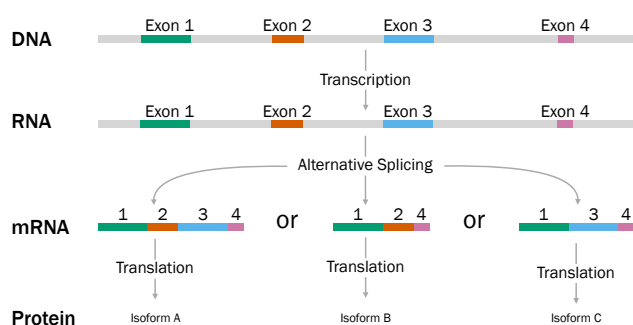 Exon 1 Exon 2 Exon 3 Exon 4
DNA
Transcription
Exon 1 Exon 2 Exon 3 Exon 4
RNA
Alternative Splicing
1 2 3 4 or 1 2 4 or 1 3 4
mRNA
Translation Translation Translation
Protein Isoform A Isoform B Isoform C